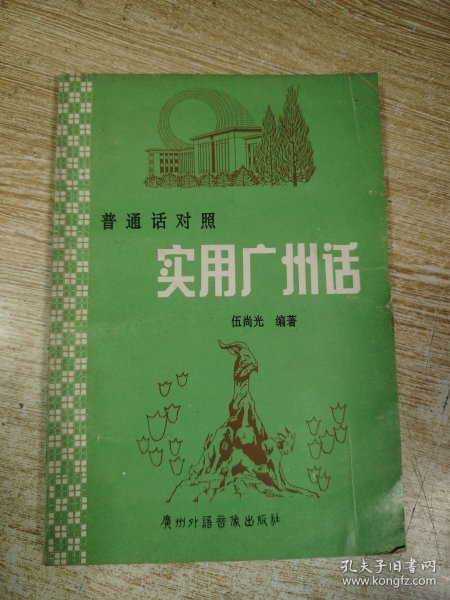 普通话对照
实用广州话
伍尚光 编著
廣州外語音像出版社
孔夫子旧书网
www.kongfz.com